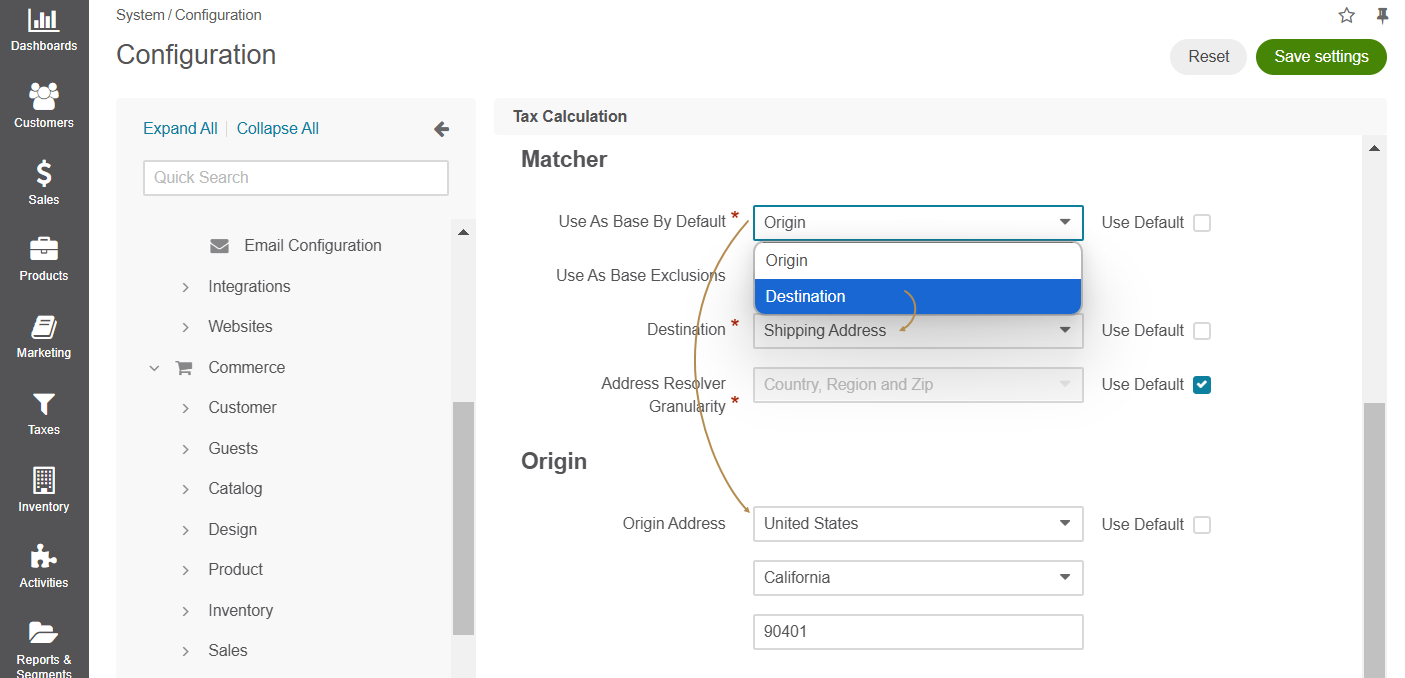 System / Configuration
Configuration
Reset
Save settings
Dashboards
Customers
Sales
Products
Marketing
Taxes
Inventory
Activities
Reports &
Segments
Expand All | Collapse All
Quick Search
Email Configuration
Integrations
Websites
Commerce
Customer
Guests
Catalog
Design
Product
Inventory
Sales
Tax Calculation
Matcher
Use As Base By Default * Origin Use Default
Origin
Use As Base Exclusions
Destination
Destination * Shipping Address Use Default
Address Resolver
Granularity * Country, Region and Zip Use Default
Origin
Origin Address United States Use Default
California
90401